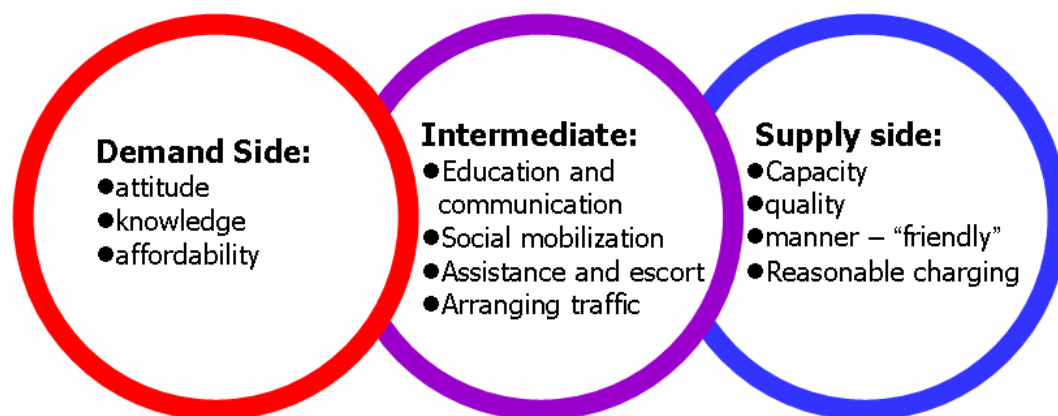 Demand Side:
●attitude
●knowledge
●affordability
Intermediate:
●Education and
communication
●Social mobilization
●Assistance and escort
●Arranging traffic
Supply side:
●Capacity
●quality
●manner – “friendly”
●Reasonable charging